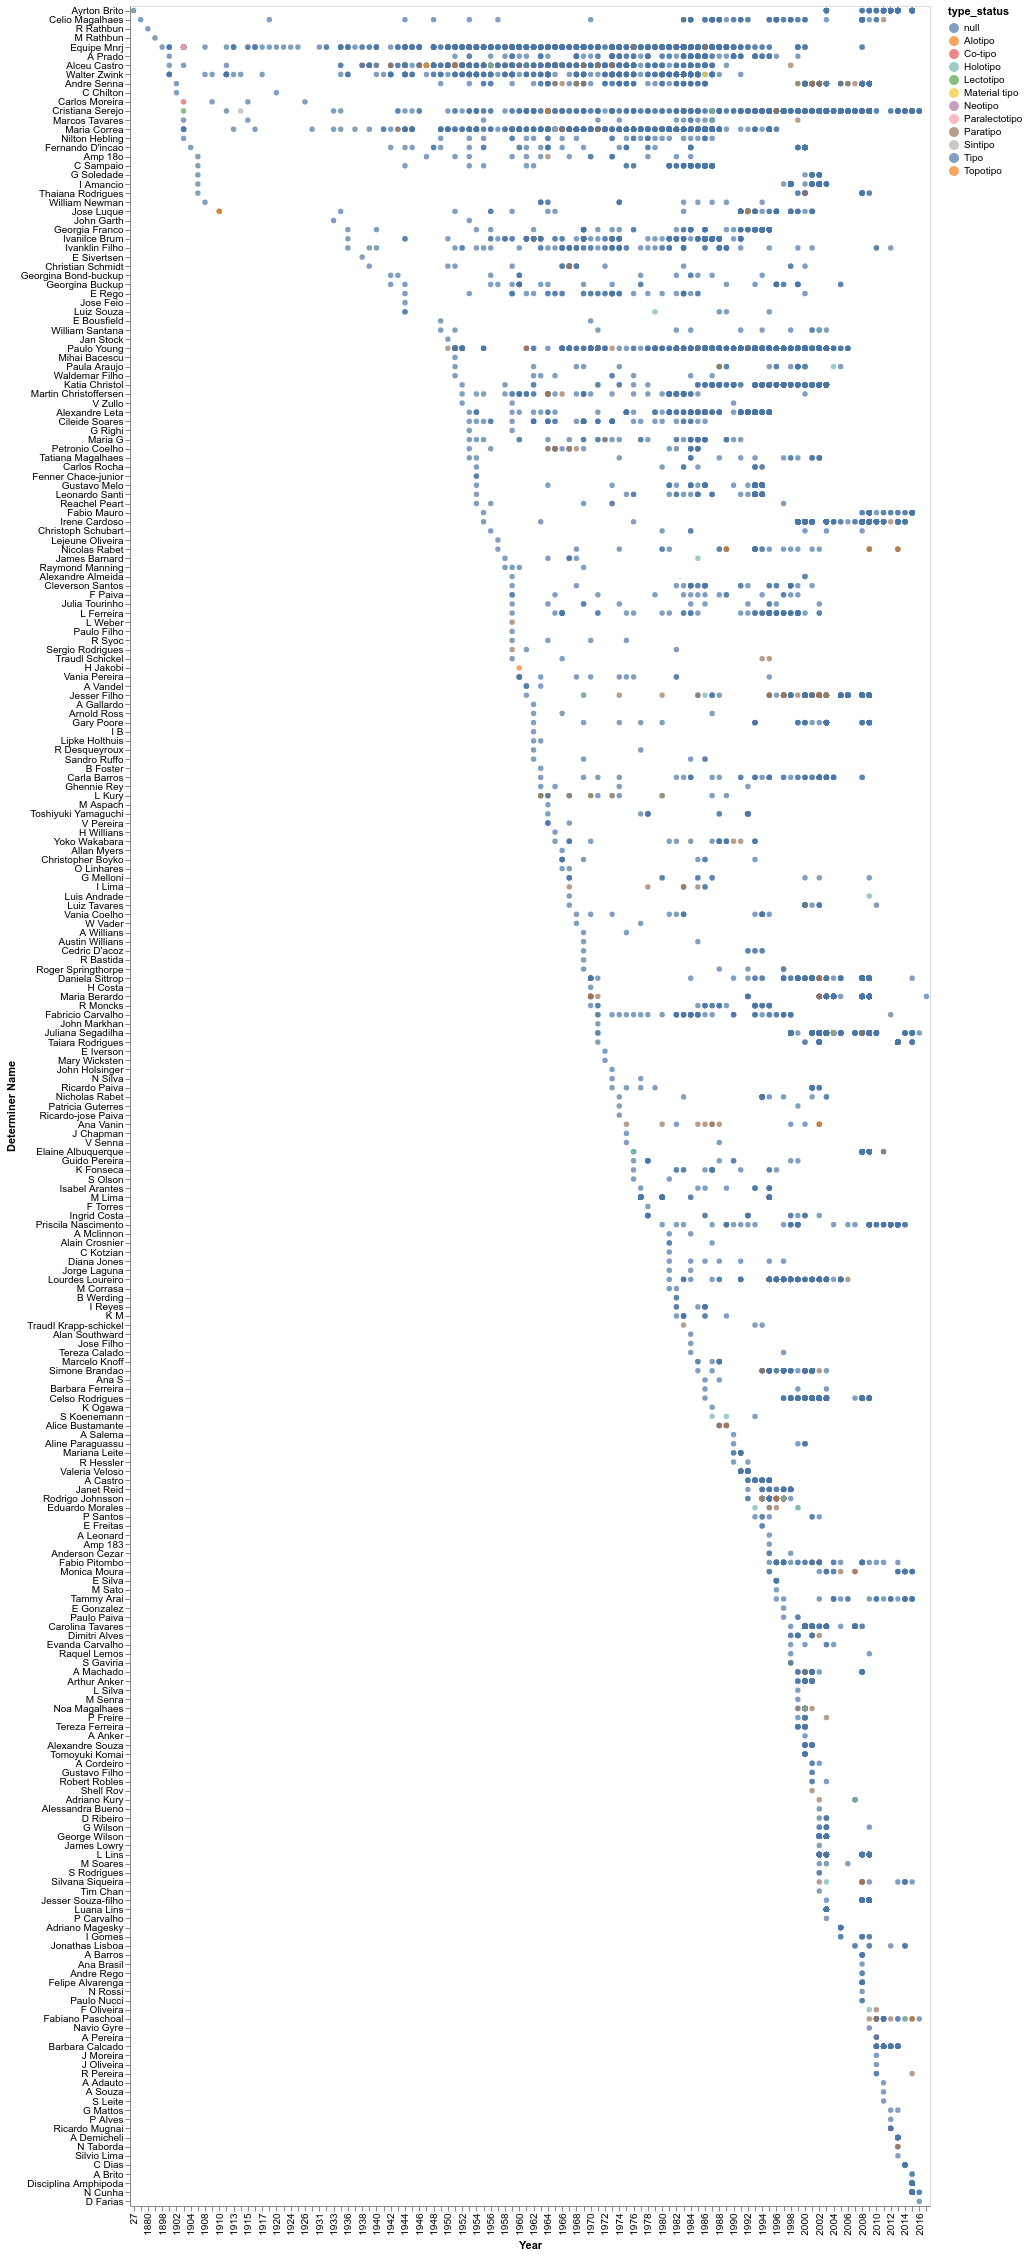 type_status
null
Alotipo
Co-tipo
Holotipo
Lectotipo
Material tipo
Neotipo
Paralectotipo
Paratipo
Sintipo
Tipo
Topotipo
Determiner Name
Ayrton Brito
Celio Magalhaes
R Rathbun
M Rathbun
Equipe Mnrj
A Prado
Alceu Castro
Walter Zwink
Andre Senna
C Chilton
Carlos Moreira
Cristiana Serejo
Marcos Tavares
Maria Correa
Nilton Hebling
Fernando D'incao
Amp 18o
C Sampaio
G Soledade
I Amancio
Thaiana Rodrigues
William Newman
Jose Luque
John Garth
Georgia Franco
Ivanilce Brum
Ivanklin Filho
E Sivertsen
Christian Schmidt
Georgina Bond-buckup
Georgina Buckup
E Rego
Jose Feio
Luiz Souza
E Bousfield
William Santana
Jan Stock
Paulo Young
Mihai Bacescu
Paula Araujo
Waldemar Filho
Katia Christol
Martin Christoffersen
V Zullo
Alexandre Leta
Cileide Soares
G Righi
Maria G
Petronio Coelho
Tatiana Magalhaes
Carlos Rocha
Fenner Chace-junior
Gustavo Melo
Leonardo Santi
Reachel Peart
Fabio Mauro
Irene Cardoso
Christoph Schubart
Lejeune Oliveira
Nicolas Rabet
James Barnard
Raymond Manning
Alexandre Almeida
Cleverson Santos
F Paiva
Julia Tourinho
L Ferreira
L Weber
Paulo Filho
R Syoc
Sergio Rodrigues
Traudl Schickel
H Jakobi
Vania Pereira
A Vandel
Jesser Filho
A Gallardo
Arnold Ross
Gary Poore
I B
Lipke Holthuis
R Desqueyroux
Sandro Ruffo
B Foster
Carla Barros
Ghennie Rey
L Kury
M Aspach
Toshiyuki Yamaguchi
V Pereira
H Willians
Yoko Wakabara
Allan Myers
Christopher Boyko
O Linhares
G Melloni
I Lima
Luis Andrade
Luiz Tavares
Vania Coelho
W Vader
A Willians
Austin Willians
Cedric D'acoz
R Bastida
Roger Springthorpe
Daniela Sittrop
H Costa
Maria Berardo
R Moncks
Fabricio Carvalho
John Markhan
Juliana Segadilha
Taiara Rodrigues
E Iverson
Mary Wicksten
John Holsinger
N Silva
Ricardo Paiva
Nicholas Rabet
Patricia Guterres
Ricardo-jose Paiva
Ana Vanin
J Chapman
V Senna
Elaine Albuquerque
Guido Pereira
K Fonseca
S Olson
Isabel Arantes
M Lima
F Torres
Ingrid Costa
Priscila Nascimento
A Mclinnon
Alain Crosnier
C Kotzian
Diana Jones
Jorge Laguna
Lourdes Loureiro
M Corrasa
B Werding
I Reyes
K M
Traudl Krapp-schickel
Alan Southward
Jose Filho
Tereza Calado
Marcelo Knoff
Simone Brandao
Ana S
Barbara Ferreira
Celso Rodrigues
K Ogawa
S Koenemann
Alice Bustamante
A Salema
Aline Paraguassu
Mariana Leite
R Hessler
Valeria Veloso
A Castro
Janet Reid
Rodrigo Johnsson
Eduardo Morales
P Santos
E Freitas
A Leonard
Amp 183
Anderson Cezar
Fabio Pitombo
Monica Moura
E Silva
M Sato
Tammy Arai
E Gonzalez
Paulo Paiva
Carolina Tavares
Dimitri Alves
Evanda Carvalho
Raquel Lemos
S Gaviria
A Machado
Arthur Anker
L Silva
M Senra
Noa Magalhaes
P Freire
Tereza Ferreira
A Anker
Alexandre Souza
Tomoyuki Komai
A Cordeiro
Gustavo Filho
Robert Robles
Shell Rov
Adriano Kury
Alessandra Bueno
D Ribeiro
G Wilson
George Wilson
James Lowry
L Lins
M Soares
S Rodrigues
Silvana Siqueira
Tim Chan
Jesser Souza-filho
Luana Lins
P Carvalho
Adriano Magesky
I Gomes
Jonathas Lisboa
A Barros
Ana Brasil
Andre Rego
Felipe Alvarenga
N Rossi
Paulo Nucci
F Oliveira
Fabiano Paschoal
Navio Gyre
A Pereira
Barbara Calcado
J Moreira
J Oliveira
R Pereira
A Adauto
A Souza
S Leite
G Mattos
P Alves
Ricardo Mugnai
A Demicheli
N Taborda
Silvio Lima
C Dias
A Brito
Disciplina Amphipoda
N Cunha
D Farias
27 1880 1898 1902 1904 1908 1910 1913 1915 1917 1920 1924 1926 1931 1933 1936 1938 1940 1942 1944 1946 1948 1950 1952 1954 1956 1958 1960 1962 1964 1966 1968 1970 1972 1974 1976 1978 1980 1982 1984 1986 1988 1990 1992 1994 1996 1998 2000 2002 2004 2006 2008 2010 2012 2014 2016
Year